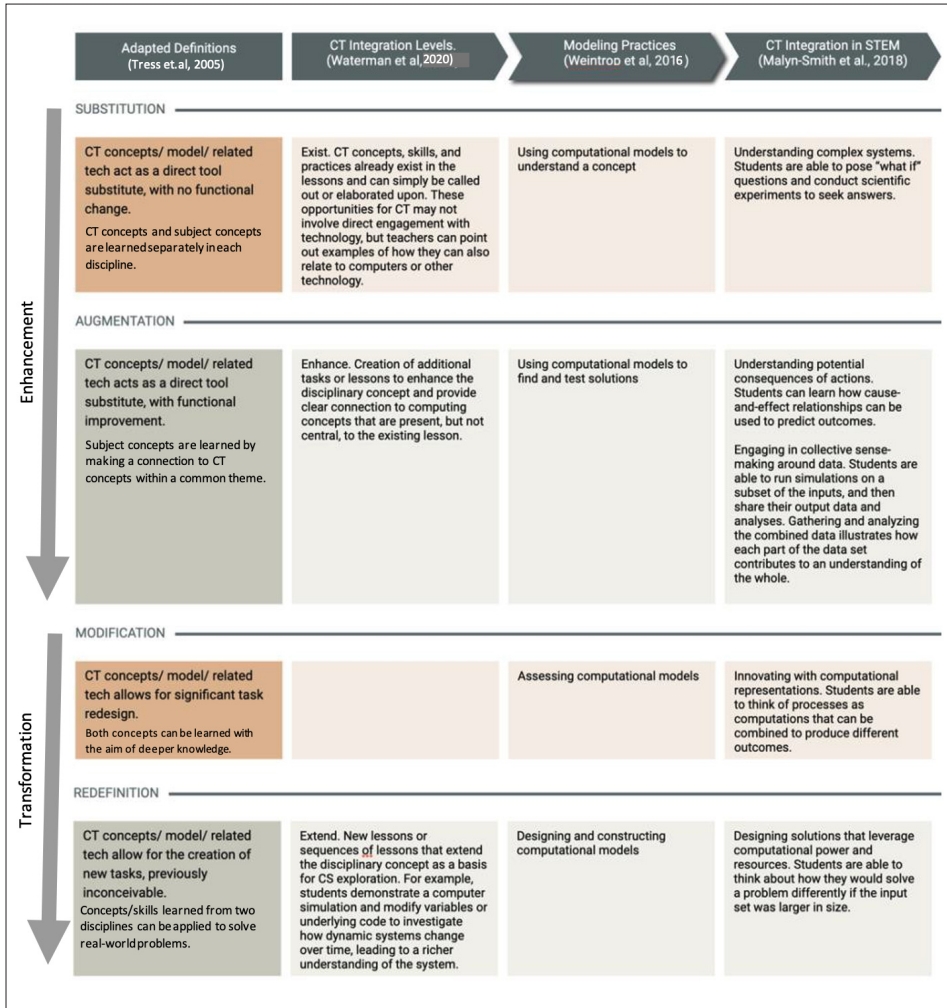 Adapted Definitions
(Tress et.al, 2005)
CT Integration Levels.
(Waterman et al,2020)
Modeling Practices
(Weintrop et al, 2016)
CT Integration in STEM
(Malyn-Smith et al., 2018)
Enhancement
SUBSTITUTION
CT concepts/ model/ related
tech act as a direct tool
substitute, with no functional
change.
CT concepts and subject concepts
are learned separately in each
discipline.
Exist. CT concepts, skills, and
practices already exist in the
lessons and can simply be called
out or elaborated upon. These
opportunities for CT may not
involve direct engagement with
technology, but teachers can point
out examples of how they can also
relate to computers or other
technology.
Using computational models to
understand a concept
Understanding complex systems.
Students are able to pose “what if”
questions and conduct scientific
experiments to seek answers.
AUGMENTATION
CT concepts/ model/ related
tech acts as a direct tool
substitute, with functional
improvement.
Subject concepts are learned by
making a connection to CT
concepts within a common theme.
Enhance. Creation of additional
tasks or lessons to enhance the
disciplinary concept and provide
clear connection to computing
concepts that are present, but not
central, to the existing lesson.
Using computational models to
find and test solutions
Understanding potential
consequences of actions.
Students can learn how cause-
and-effect relationships can be
used to predict outcomes.
Engaging in collective sense-
making around data. Students are
able to run simulations on a
subset of the inputs, and then
share their output data and
analyses. Gathering and analyzing
the combined data illustrates how
each part of the data set
contributes to an understanding of
the whole.
Transformation
MODIFICATION
CT concepts/ model/ related
tech allows for significant task
redesign.
Both concepts can be learned with
the aim of deeper knowledge.
Assessing computational models
Innovating with computational
representations. Students are able
to think of processes as
computations that can be
combined to produce different
outcomes.
REDEFINITION
CT concepts/ model/ related
tech allow for the creation of
new tasks, previously
inconceivable.
Concepts/skills learned from two
disciplines can be applied to solve
real-world problems.
Extend. New lessons or
sequences of lessons that extend
the disciplinary concept as a basis
for CS exploration. For example,
students demonstrate a computer
simulation and modify variables or
underlying code to investigate
how dynamic systems change
over time, leading to a richer
understanding of the system.
Designing and constructing
computational models
Designing solutions that leverage
computational power and
resources. Students are able to
think about how they would solve
a problem differently if the input
set was larger in size.